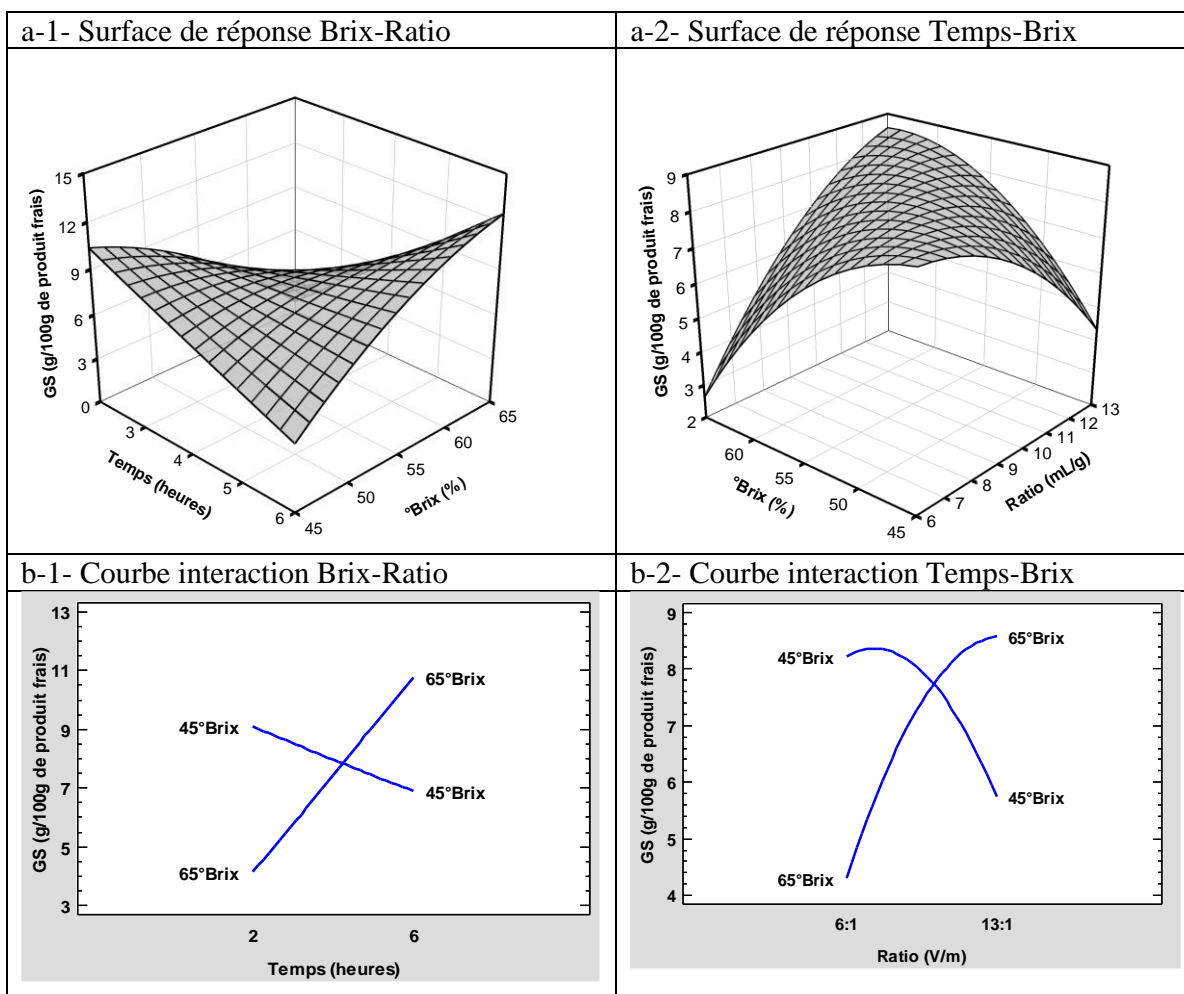 a-1- Surface de réponse Brix-Ratio
a-2- Surface de réponse Temps-Brix
15
12
9
6
3
0
GS (g/100g de produit frais)
3
4
5
6
Temps (heures)
45
50
55
60
65
°Brix (%)
9
8
7
6
5
4
3
2
GS (g/100g de produit frais)
60
55
50
45
°Brix (%)
6
7
8
9
10
11
12
13
Ratio (mL/g)
b-1- Courbe interaction Brix-Ratio
b-2- Courbe interaction Temps-Brix
13
11
9
7
5
3
GS (g/100g de produit frais)
45°Brix
65°Brix
65°Brix
45°Brix
2
6
Temps (heures)
9
8
7
6
5
4
GS (g/100g de produit frais)
45°Brix
65°Brix
65°Brix
45°Brix
6:1
13:1
Ratio (V/m)